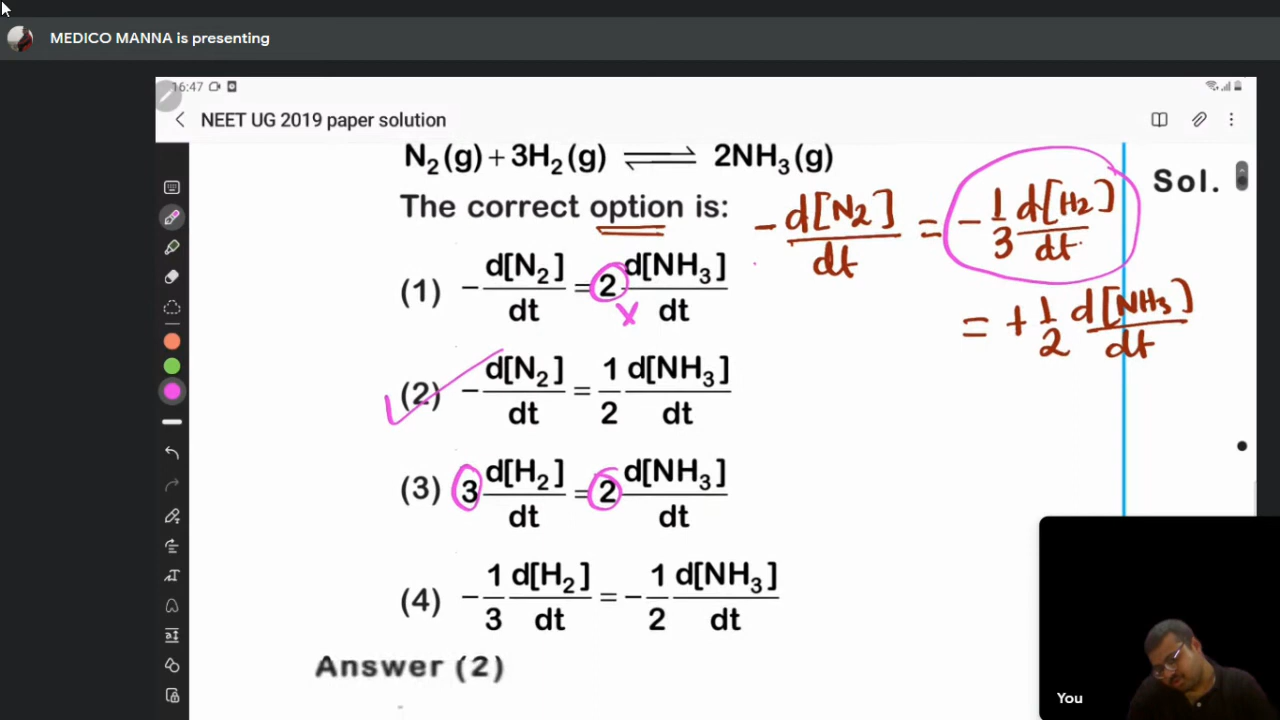 MEDICO MANNA is presenting
16:47
NEET UG 2019 paper solution
N₂(g) + 3H₂(g) ⇌ 2NH₃(g)
Sol.
The correct option is:
-d[N₂]/dt = -1/3 d[H₂]/dt
= +1/2 d[NH₃]/dt
(1) -d[N₂]/dt = 2 d[NH₃]/dt
(2) -d[N₂]/dt = 1/2 d[NH₃]/dt
(3) 3 d[H₂]/dt = 2 d[NH₃]/dt
(4) -1/3 d[H₂]/dt = -1/2 d[NH₃]/dt
Answer (2)
You